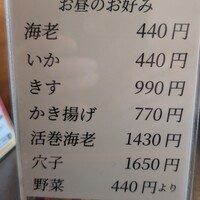 お昼のお好み
海老 440円
いか 440円
きす 990円
かき揚げ 770円
活巻海老 1430円
穴子 1650円
野菜 440円より